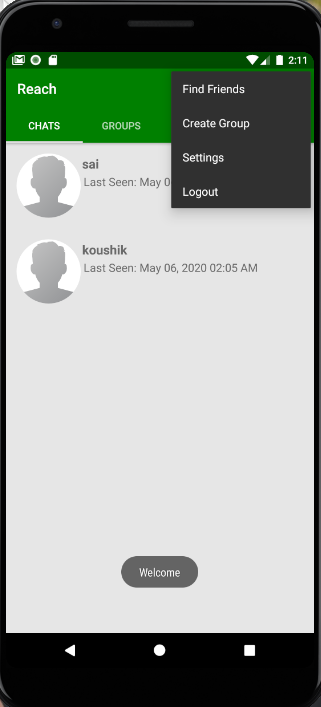 2:11
Reach
Find Friends
Create Group
Settings
Logout
CHATS
GROUPS
sai
Last Seen: May 0
koushik
Last Seen: May 06, 2020 02:05 AM
Welcome